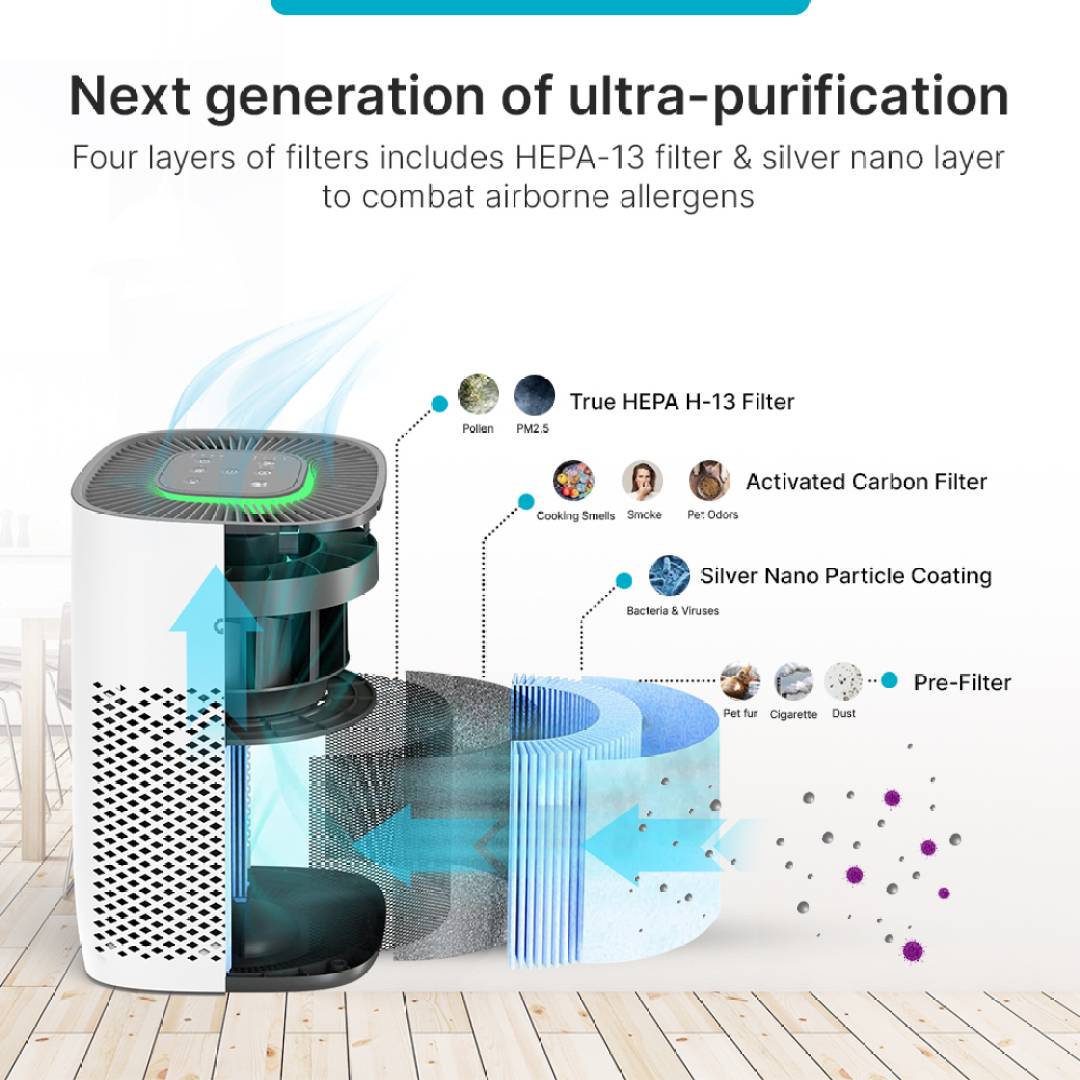 Next generation of ultra-purification
Four layers of filters includes HEPA-13 filter & silver nano layer
to combat airborne allergens
True HEPA H-13 Filter
Pollen
PM2.5
Activated Carbon Filter
Cooking Smells
Smoke
Pet Odors
Silver Nano Particle Coating
Bacteria & Viruses
Pre-Filter
Pet fur
Cigarette
Dust